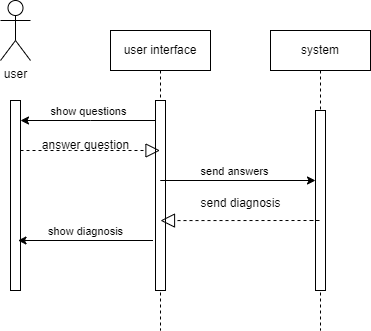 user interface
system
user
show questions
answer question
send answers
send diagnosis
show diagnosis